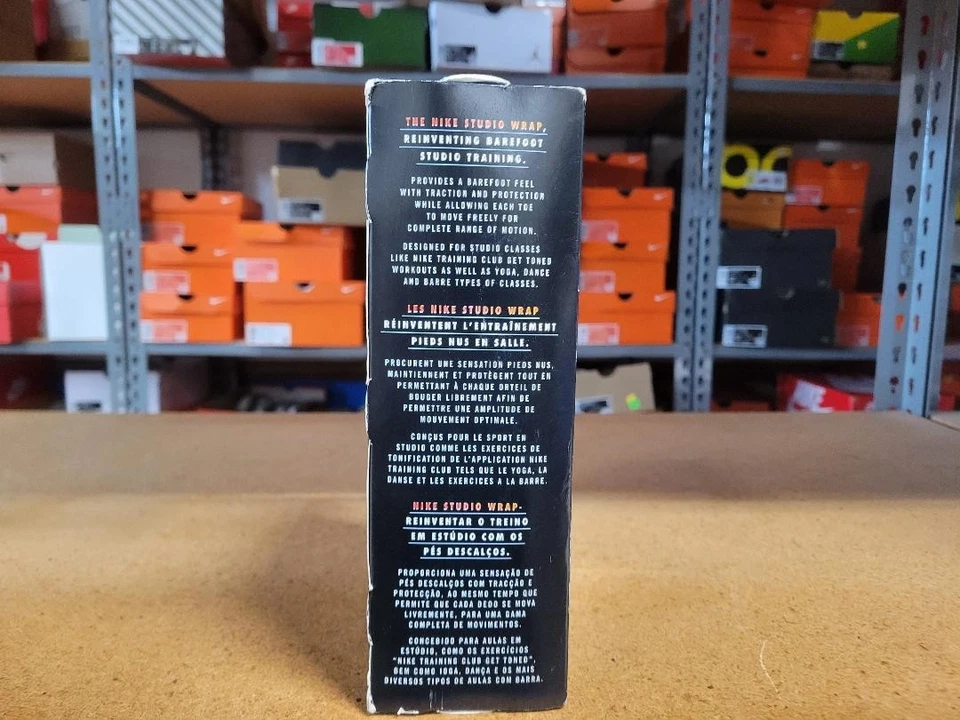 THE NIKE STUDIO WRAP,
REINVENTING BAREFOOT
STUDIO TRAINING.
PROVIDES A BAREFOOT FEEL
WITH TRACTION AND PROTECTION
WHILE ALLOWING EACH TOE
TO MOVE FREELY FOR
COMPLETE RANGE OF MOTION.
DESIGNED FOR STUDIO CLASSES
LIKE NIKE TRAINING CLUB GET TONED
WORKOUTS AS WELL AS YOGA, DANCE
AND BARRE TYPES OF CLASSES.
LES NIKE STUDIO WRAP
RÉINVENTENT L'ENTRAÎNEMENT
PIEDS NUS EN SALLE.
PROCURENT UNE SENSATION PIEDS NUS,
MAINTIENNENT ET PROTÈGENT TOUT EN
PERMETTANT À CHAQUE ORTEIL DE
BOUGER LIBREMENT AFIN DE
PERMETTRE UNE AMPLITUDE DE
MOUVEMENT OPTIMALE.
CONÇUS POUR LE SPORT EN
STUDIO COMME LES EXERCICES DE
TONIFICATION DE L'APPLICATION NIKE
TRAINING CLUB TELS QUE LE YOGA, LA
DANSE ET LES EXERCICES A LA BARRE.
NIKE STUDIO WRAP-
REINVENTAR O TREINO
EM ESTÚDIO COM OS
PÉS DESCALÇOS.
PROPORCIONA UMA SENSAÇÃO DE
PÉS DESCALÇOS COM TRACÇÃO E
PROTECÇÃO, AO MESMO TEMPO QUE
PERMITE QUE CADA DEDO SE MOVA
LIVREMENTE, PARA UMA GAMA
COMPLETA DE MOVIMENTOS.
CONCEBIDO PARA AULAS EM
ESTÚDIO, COMO OS EXERCÍCIOS
"NIKE TRAINING CLUB GET TONED",
BEM COMO IOGA, DANÇA E OS MAIS
DIVERSOS TIPOS DE AULAS COM BARRA.